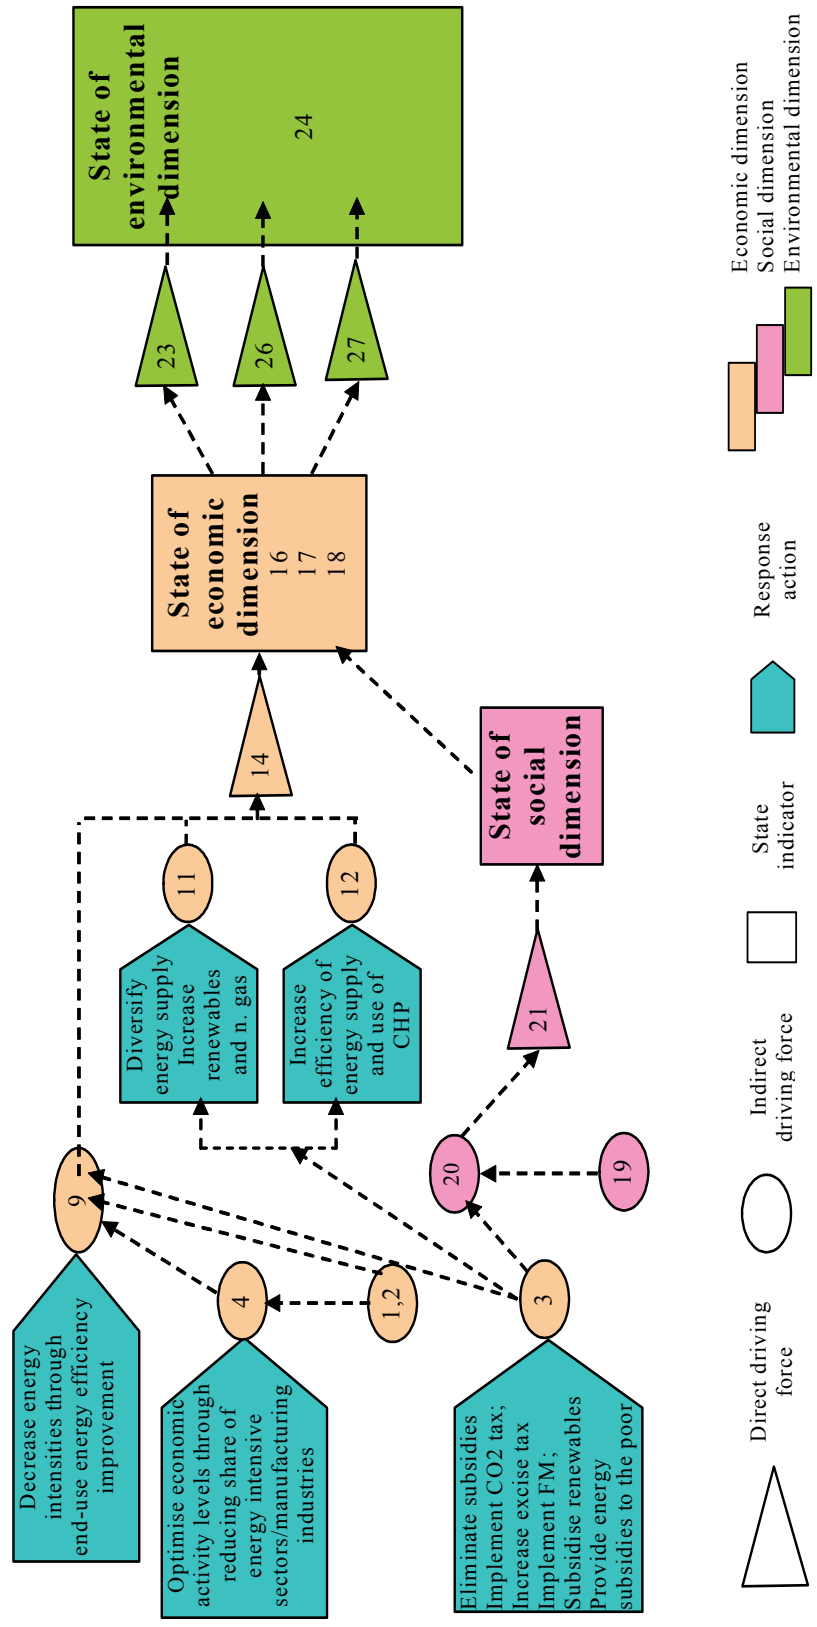 Decrease energy
intensities through
end-use energy efficiency
improvement
9
Optimise economic
activity levels through
reducing share of
energy intensive
sectors/manufacturing
industries
4
1,2
Eliminate subsidies
Implement CO2 tax;
Increase excise tax
Implement FM;
Subsidise renewables
Provide energy
subsidies to the poor
3
Diversify
energy supply
Increase
renewables
and n. gas
11
Increase
efficiency of
energy supply
and use of
CHP
12
20
19
21
14
State of
social
dimension
State of
economic
dimension
16
17
18
23
26
27
State of
environmental
dimension
24
Direct driving
force
Indirect
driving force
State
indicator
Response
action
Economic dimension
Social dimension
Environmental dimension